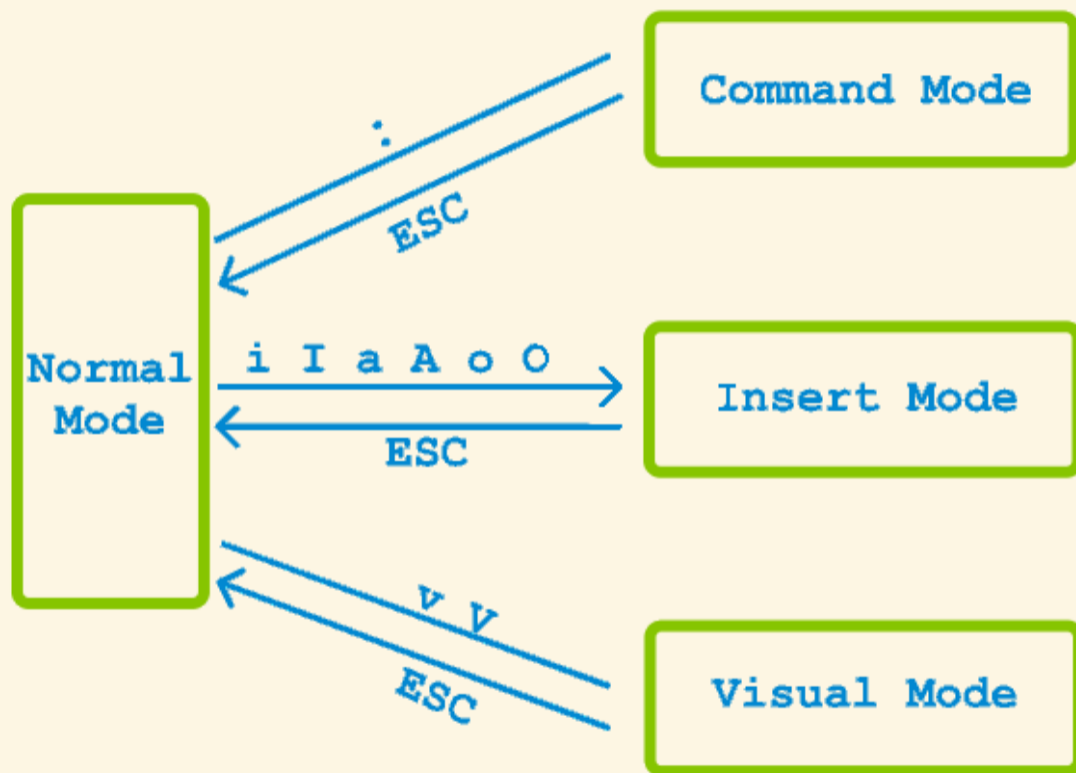 Command Mode
:
ESC
Normal
Mode
i I a A o O
Insert Mode
ESC
v V
ESC
Visual Mode